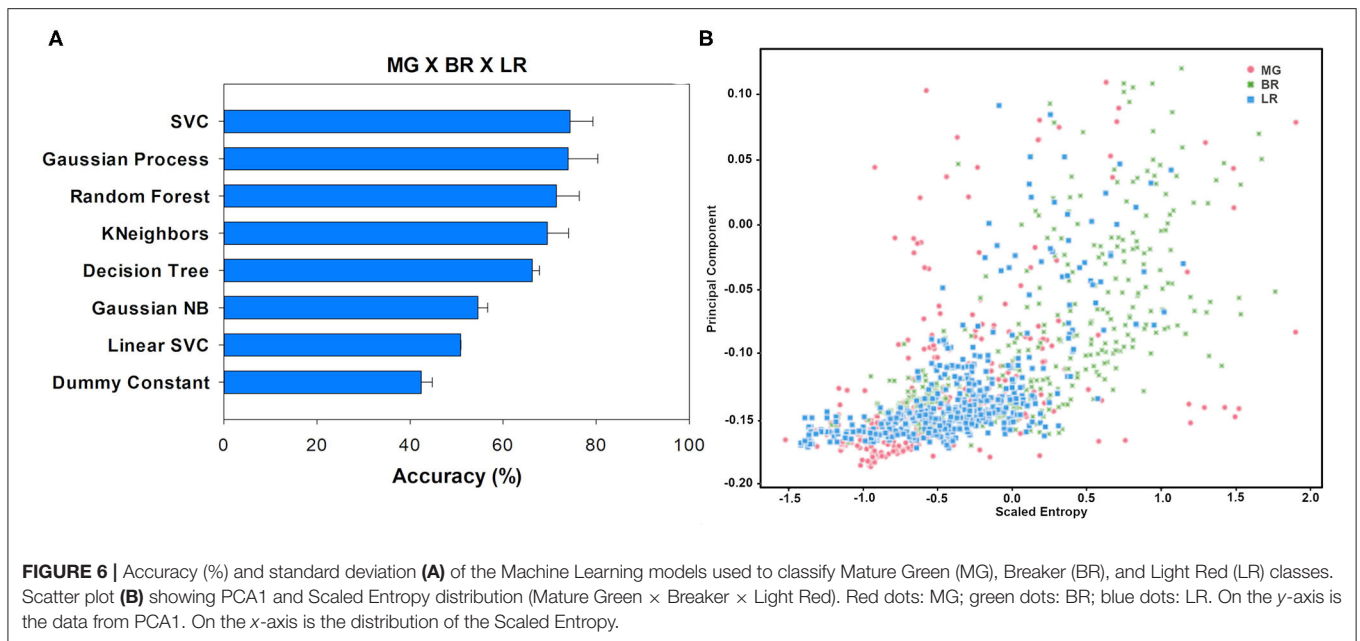 A
MG X BR X LR
SVC
Gaussian Process
Random Forest
KNeighbors
Decision Tree
Gaussian NB
Linear SVC
Dummy Constant
0 20 40 60 80 100
Accuracy (%)
B
MG
BR
LR
0.10
0.05
0.00
-0.05
-0.10
-0.15
-0.20
Principal Component
-1.5 -1.0 -0.5 0.0 0.5 1.0 1.5 2.0
Scaled Entropy
FIGURE 6 | Accuracy (%) and standard deviation (A) of the Machine Learning models used to classify Mature Green (MG), Breaker (BR), and Light Red (LR) classes.
Scatter plot (B) showing PCA1 and Scaled Entropy distribution (Mature Green × Breaker × Light Red). Red dots: MG; green dots: BR; blue dots: LR. On the y-axis is
the data from PCA1. On the x-axis is the distribution of the Scaled Entropy.